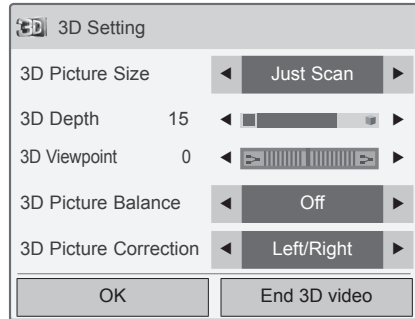 3D 3D Setting
3D Picture Size Just Scan
3D Depth 15
3D Viewpoint 0
3D Picture Balance Off
3D Picture Correction Left/Right
OK End 3D video